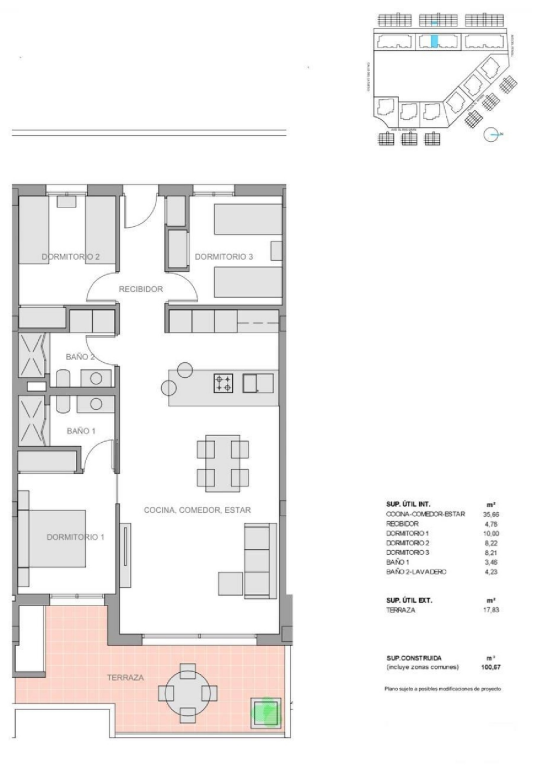 DORMITORIO 2
DORMITORIO 3
RECIBIDOR
BAÑO 2
BAÑO 1
COCINA, COMEDOR, ESTAR
DORMITORIO 1
TERRAZA
SUP. ÚTIL INT. m²
COCINA-COMEDOR-ESTAR 35,66
RECIBIDOR 4,78
DORMITORIO 1 10,00
DORMITORIO 2 8,22
DORMITORIO 3 8,21
BAÑO 1 3,48
BAÑO 2-LAVADERO 4,23
SUP. ÚTIL EXT. m²
TERRAZA 17,83
SUP.CONSTRUIDA m²
(incluye zonas comunes) 100,67
Plano sujeto a posibles modificaciones de proyecto